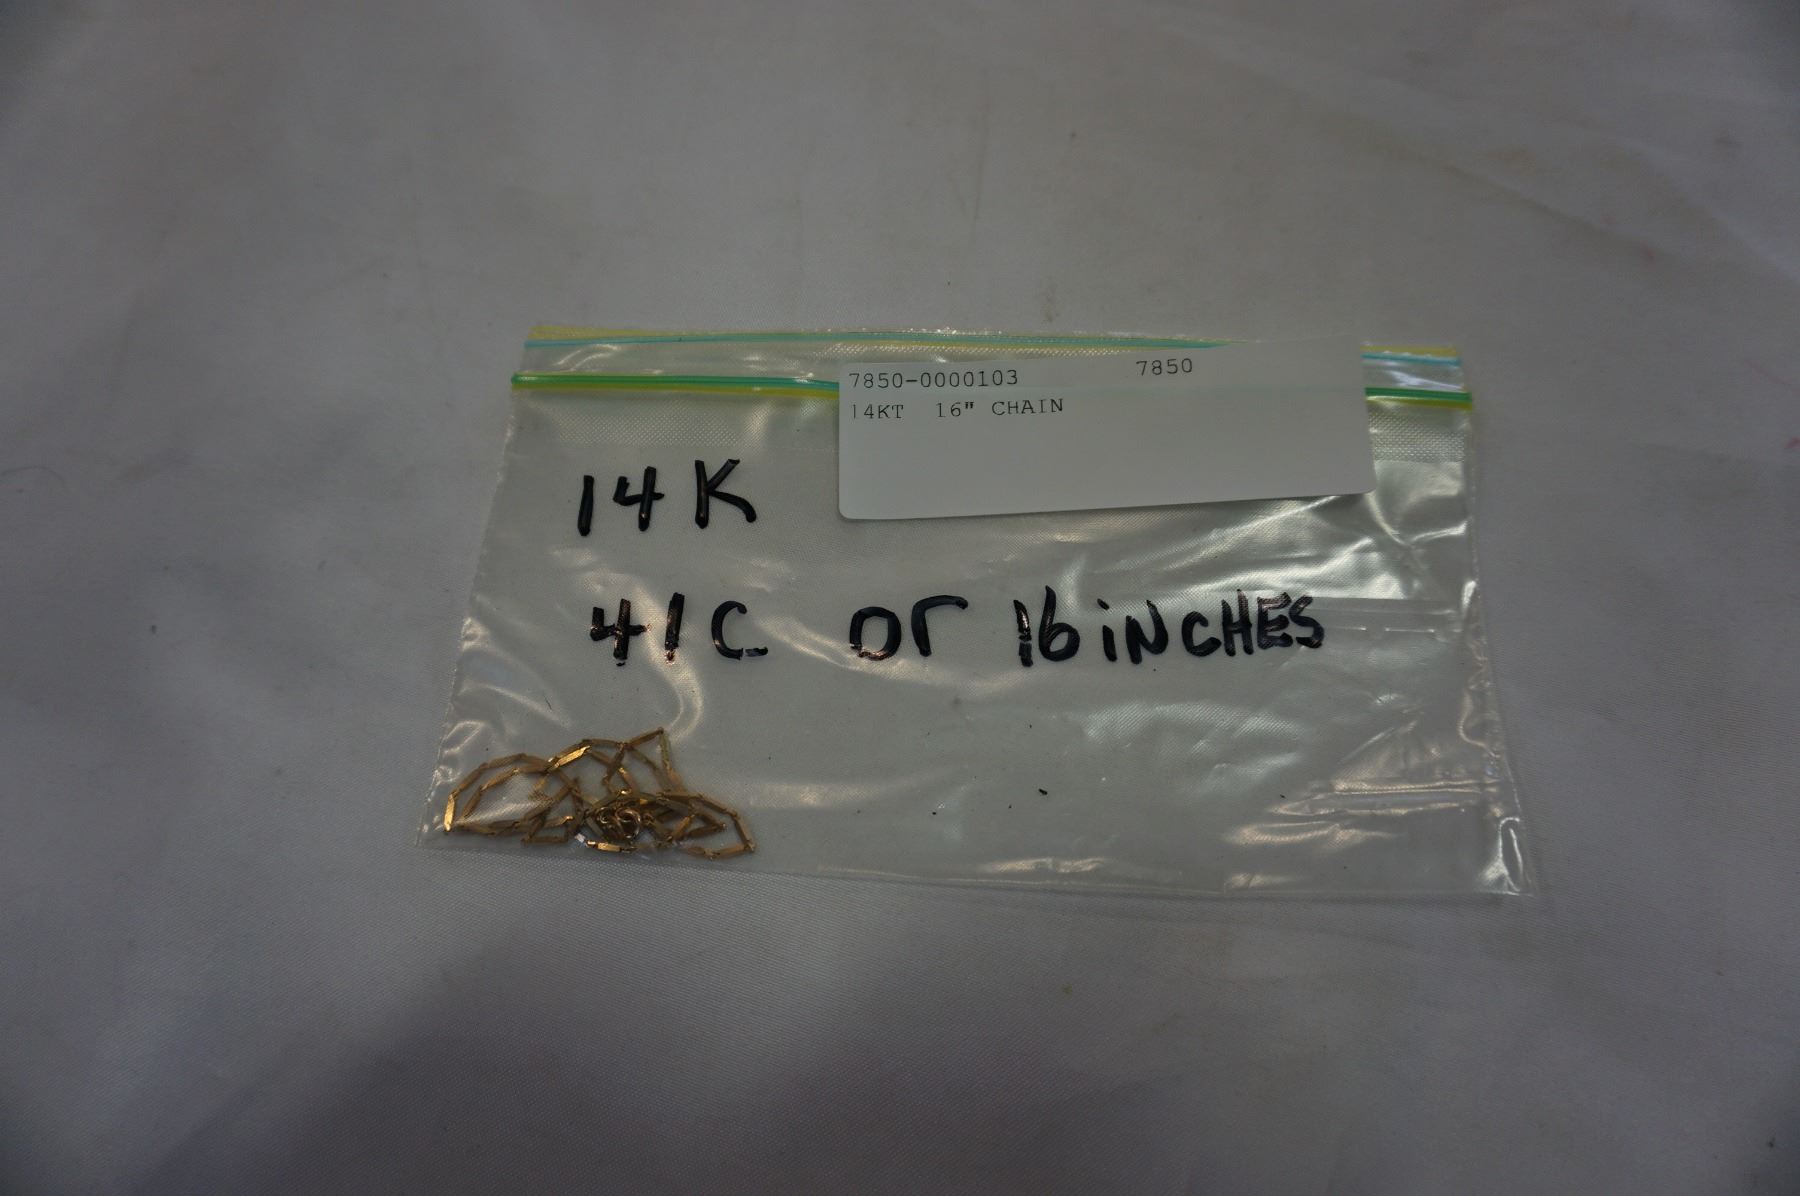 7850-0000103 7850
14KT 16" CHAIN
14K
41C or 16 iNCHES